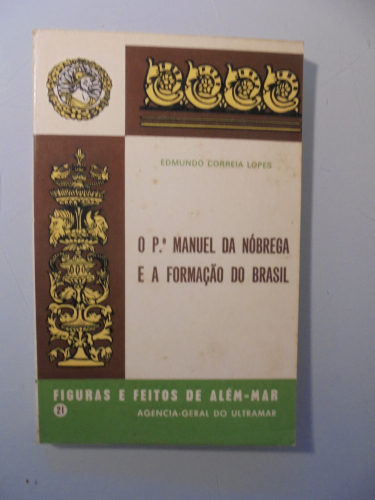 EDMUNDO CORREIA LOPES
O P.e MANUEL DA NÓBREGA
E A FORMAÇÃO DO BRASIL
FIGURAS E FEITOS DE ALÉM-MAR
21
AGENCIA-GERAL DO ULTRAMAR